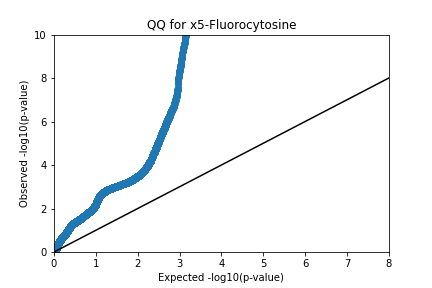 QQ for x5-Fluorocytosine
10
8
6
4
2
0
Observed -log10(p-value)
0 1 2 3 4 5 6 7 8
Expected -log10(p-value)